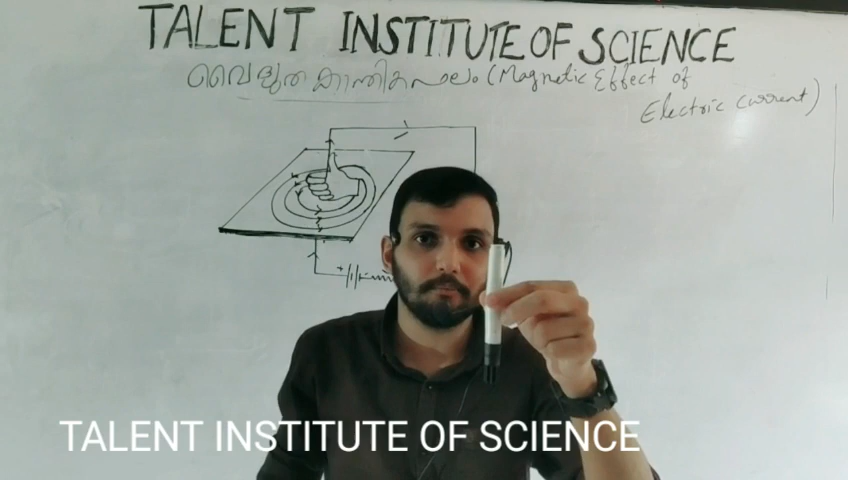 TALENT INSTITUTE OF SCIENCE
വൈദ്യുത കാന്തിക ഫലം (Magnetic Effect of
Electric Current)
TALENT INSTITUTE OF SCIENCE